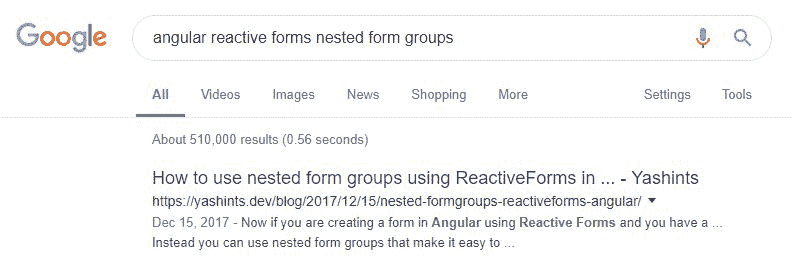 Google
angular reactive forms nested form groups
All Videos Images News Shopping More Settings Tools
About 510,000 results (0.56 seconds)
How to use nested form groups using ReactiveForms in ... - Yashints
https://yashints.dev/blog/2017/12/15/nested-formgroups-reactiveforms-angular/
Dec 15, 2017 - Now if you are creating a form in Angular using Reactive Forms and you have a ...
Instead you can use nested form groups that make it easy to ...